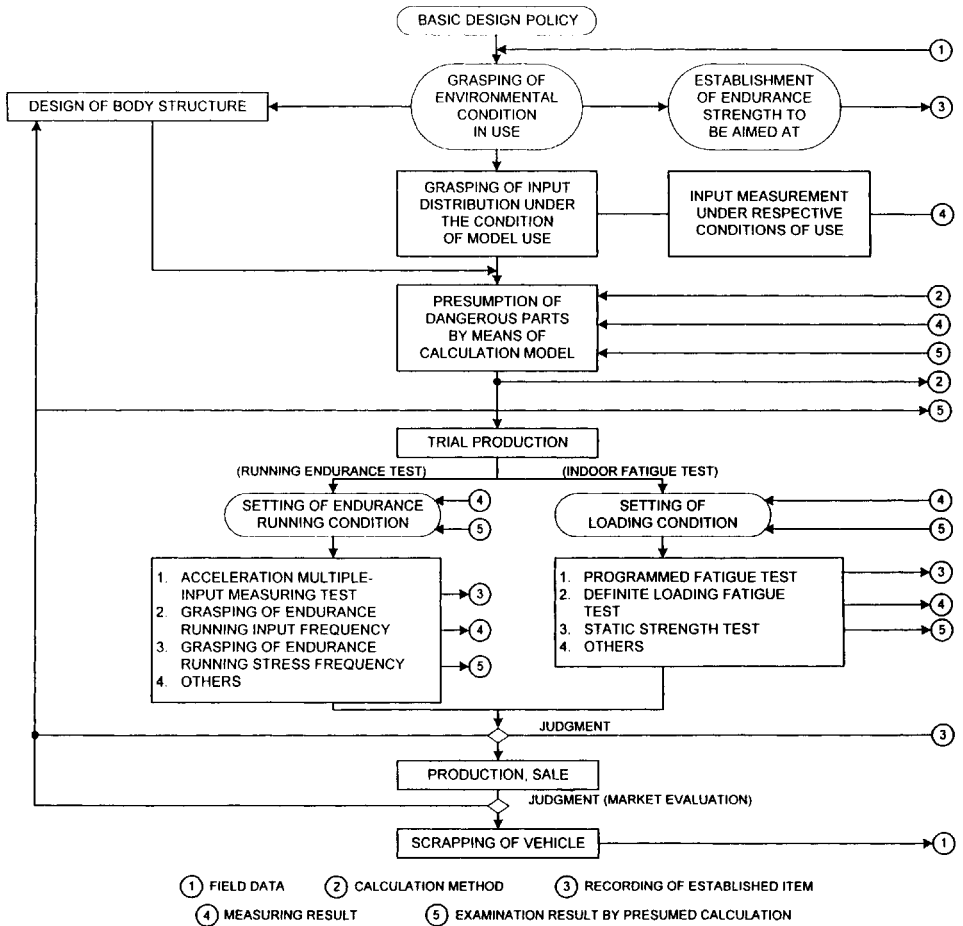 BASIC DESIGN POLICY
1
GRASPING OF
ENVIRONMENTAL
CONDITION
IN USE
ESTABLISHMENT
OF ENDURANCE
STRENGTH TO
BE AIMED AT
3
DESIGN OF BODY STRUCTURE
GRASPING OF INPUT
DISTRIBUTION UNDER
THE CONDITION
OF MODEL USE
INPUT MEASUREMENT
UNDER RESPECTIVE
CONDITIONS OF USE
4
PRESUMPTION OF
DANGEROUS PARTS
BY MEANS OF
CALCULATION MODEL
2
4
5
2
5
TRIAL PRODUCTION
(RUNNING ENDURANCE TEST)
(INDOOR FATIGUE TEST)
SETTING OF ENDURANCE
RUNNING CONDITION
4
5
SETTING OF
LOADING CONDITION
4
5
1. ACCELERATION MULTIPLE-
INPUT MEASURING TEST
2. GRASPING OF ENDURANCE
RUNNING INPUT FREQUENCY
3. GRASPING OF ENDURANCE
RUNNING STRESS FREQUENCY
4. OTHERS
3
4
5
1. PROGRAMMED FATIGUE TEST
2. DEFINITE LOADING FATIGUE
TEST
3. STATIC STRENGTH TEST
4. OTHERS
3
4
5
JUDGMENT
3
PRODUCTION, SALE
JUDGMENT (MARKET EVALUATION)
SCRAPPING OF VEHICLE
1
1 FIELD DATA
2 CALCULATION METHOD
3 RECORDING OF ESTABLISHED ITEM
4 MEASURING RESULT
5 EXAMINATION RESULT BY PRESUMED CALCULATION